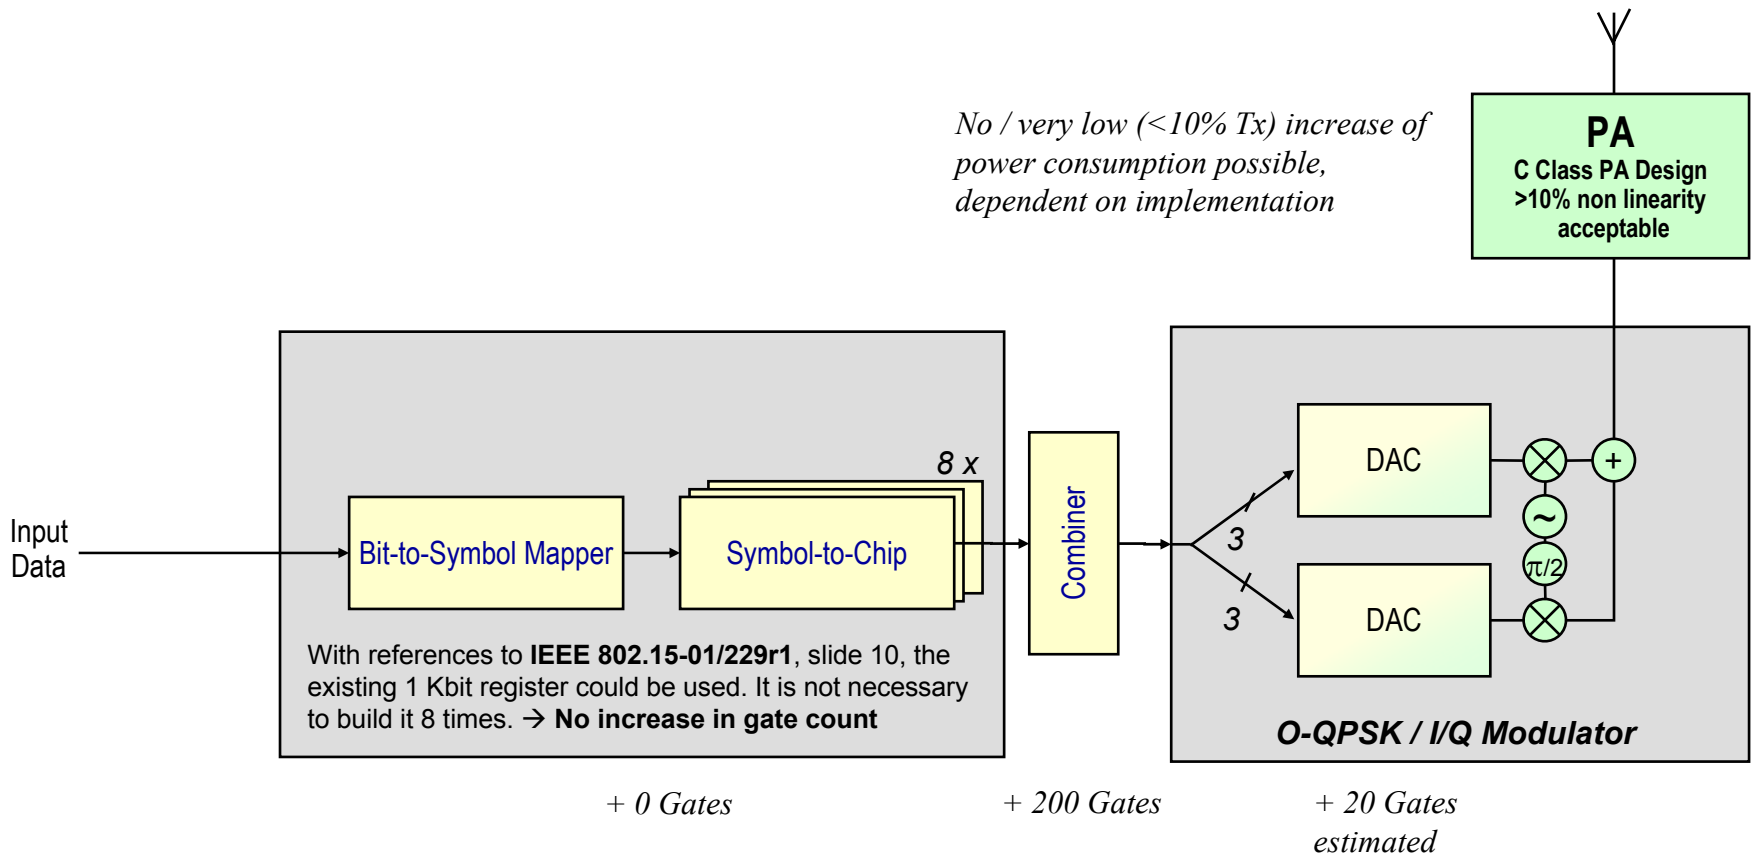 No / very low (<10% Tx) increase of
power consumption possible,
dependent on implementation
PA
C Class PA Design
>10% non linearity
acceptable
Input
Data
Bit-to-Symbol Mapper
Symbol-to-Chip
8 x
Combiner
3
3
DAC
DAC
+
~
π/2
With references to IEEE 802.15-01/229r1, slide 10, the
existing 1 Kbit register could be used. It is not necessary
to build it 8 times. → No increase in gate count
O-QPSK / I/Q Modulator
+ 0 Gates
+ 200 Gates
+ 20 Gates
estimated